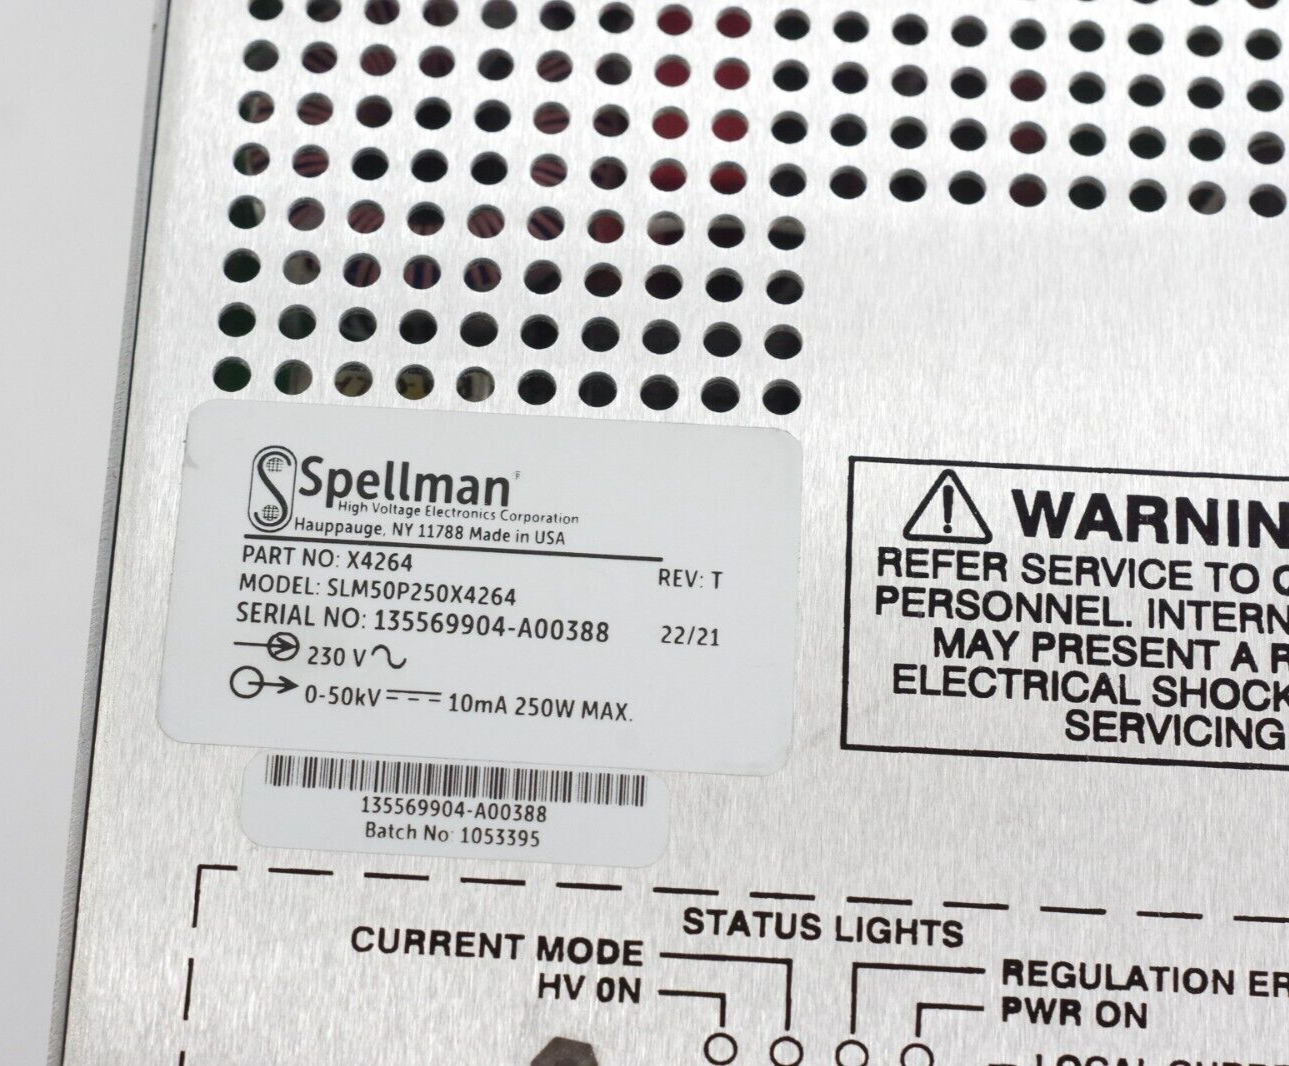 Spellman
High Voltage Electronics Corporation
Hauppauge, NY 11788 Made in USA
PART NO: X4264
REV: T
MODEL: SLM50P250X4264
SERIAL NO: 135569904-A00388
22/21
230 V
0-50kV 10mA 250W MAX.
135569904-A00388
Batch No: 1053395
WARNIN
REFER SERVICE TO
PERSONNEL. INTERN
MAY PRESENT A R
ELECTRICAL SHOCK
SERVICING
STATUS LIGHTS
CURRENT MODE
HV 0N
REGULATION ER
PWR ON